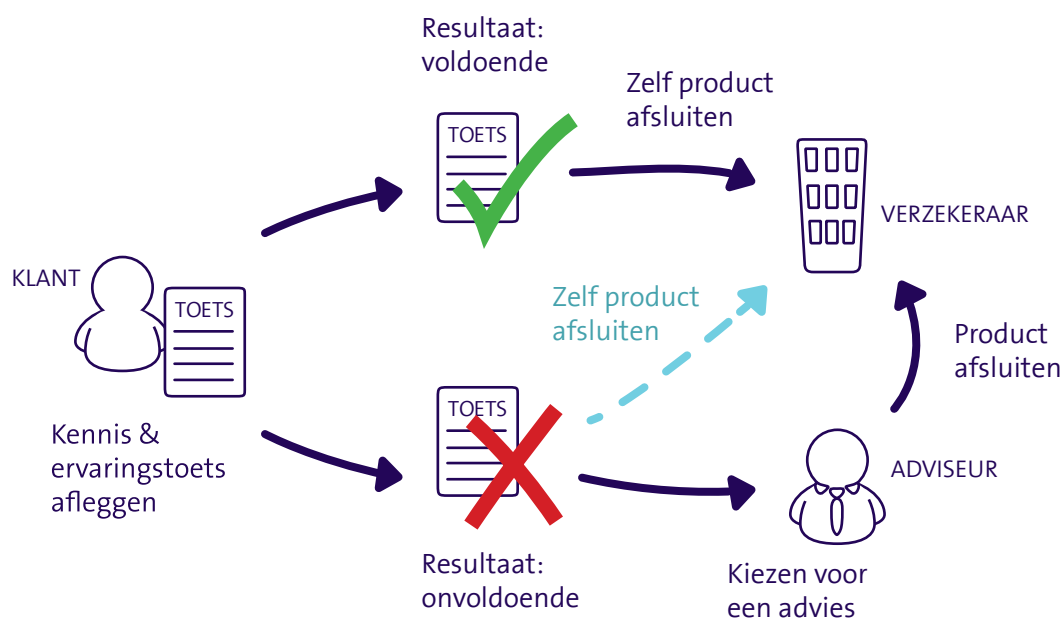 Resultaat:
voldoende
Zelf product
afsluiten
TOETS
VERZEKERAAR
KLANT
TOETS
Kennis &
ervaringstoets
afleggen
Zelf product
afsluiten
Product
afsluiten
TOETS
ADVISEUR
Resultaat:
onvoldoende
Kiezen voor
een advies